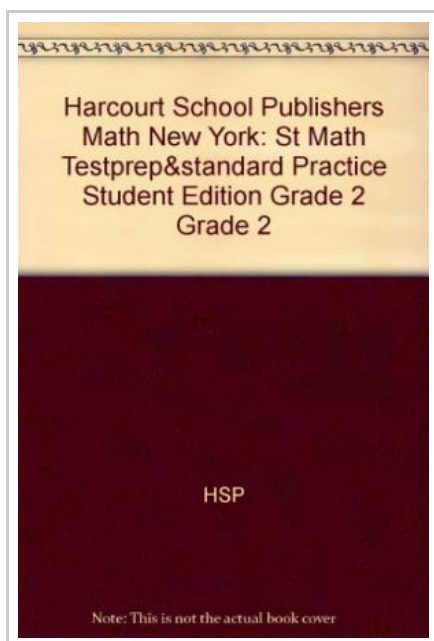 Harcourt School Publishers
Math New York: St Math
Testprep&standard Practice
Student Edition Grade 2
Grade 2
HSP
Note: This is not the actual book cover